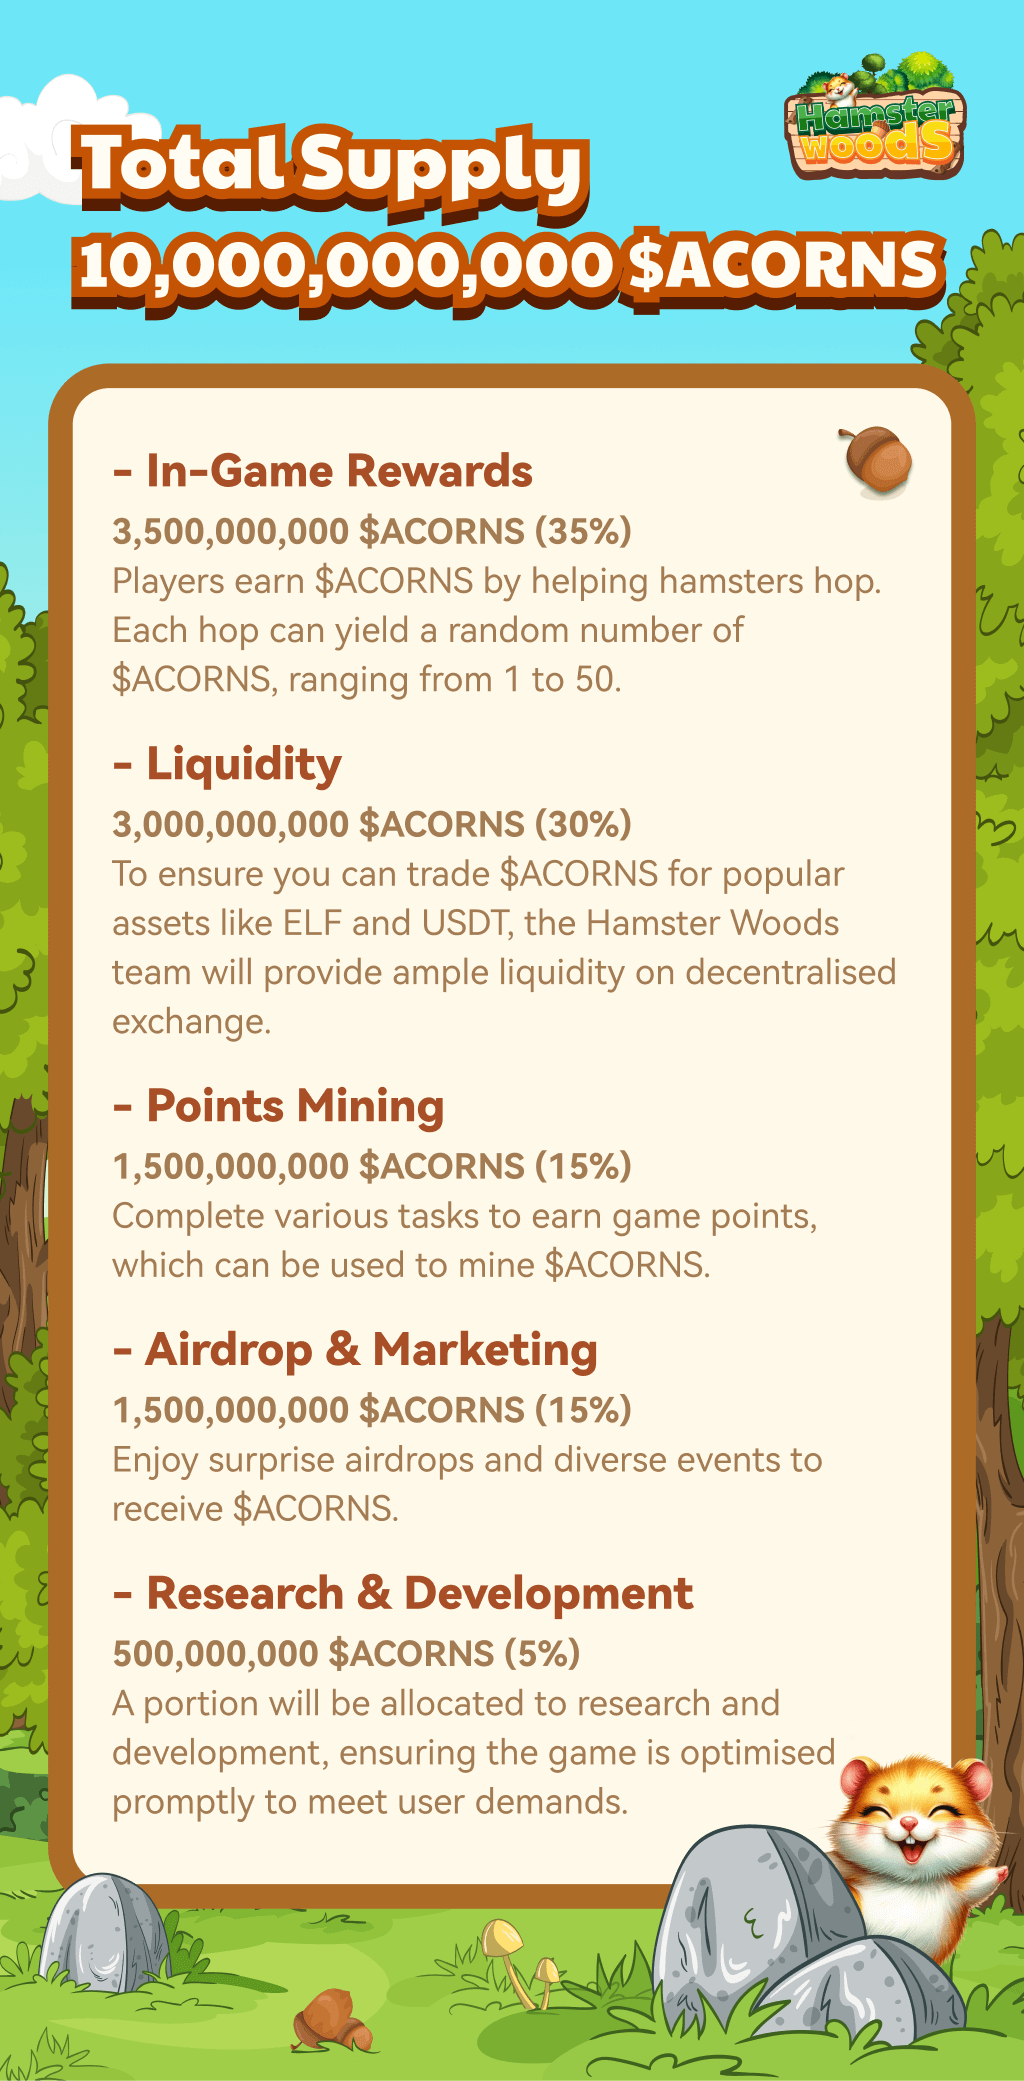 Hamster
Woods
Total Supply
10,000,000,000 $ACORNS
- In-Game Rewards
3,500,000,000 $ACORNS (35%)
Players earn $ACORNS by helping hamsters hop.
Each hop can yield a random number of
$ACORNS, ranging from 1 to 50.
- Liquidity
3,000,000,000 $ACORNS (30%)
To ensure you can trade $ACORNS for popular
assets like ELF and USDT, the Hamster Woods
team will provide ample liquidity on decentralised
exchange.
- Points Mining
1,500,000,000 $ACORNS (15%)
Complete various tasks to earn game points,
which can be used to mine $ACORNS.
- Airdrop & Marketing
1,500,000,000 $ACORNS (15%)
Enjoy surprise airdrops and diverse events to
receive $ACORNS.
- Research & Development
500,000,000 $ACORNS (5%)
A portion will be allocated to research and
development, ensuring the game is optimised
promptly to meet user demands.